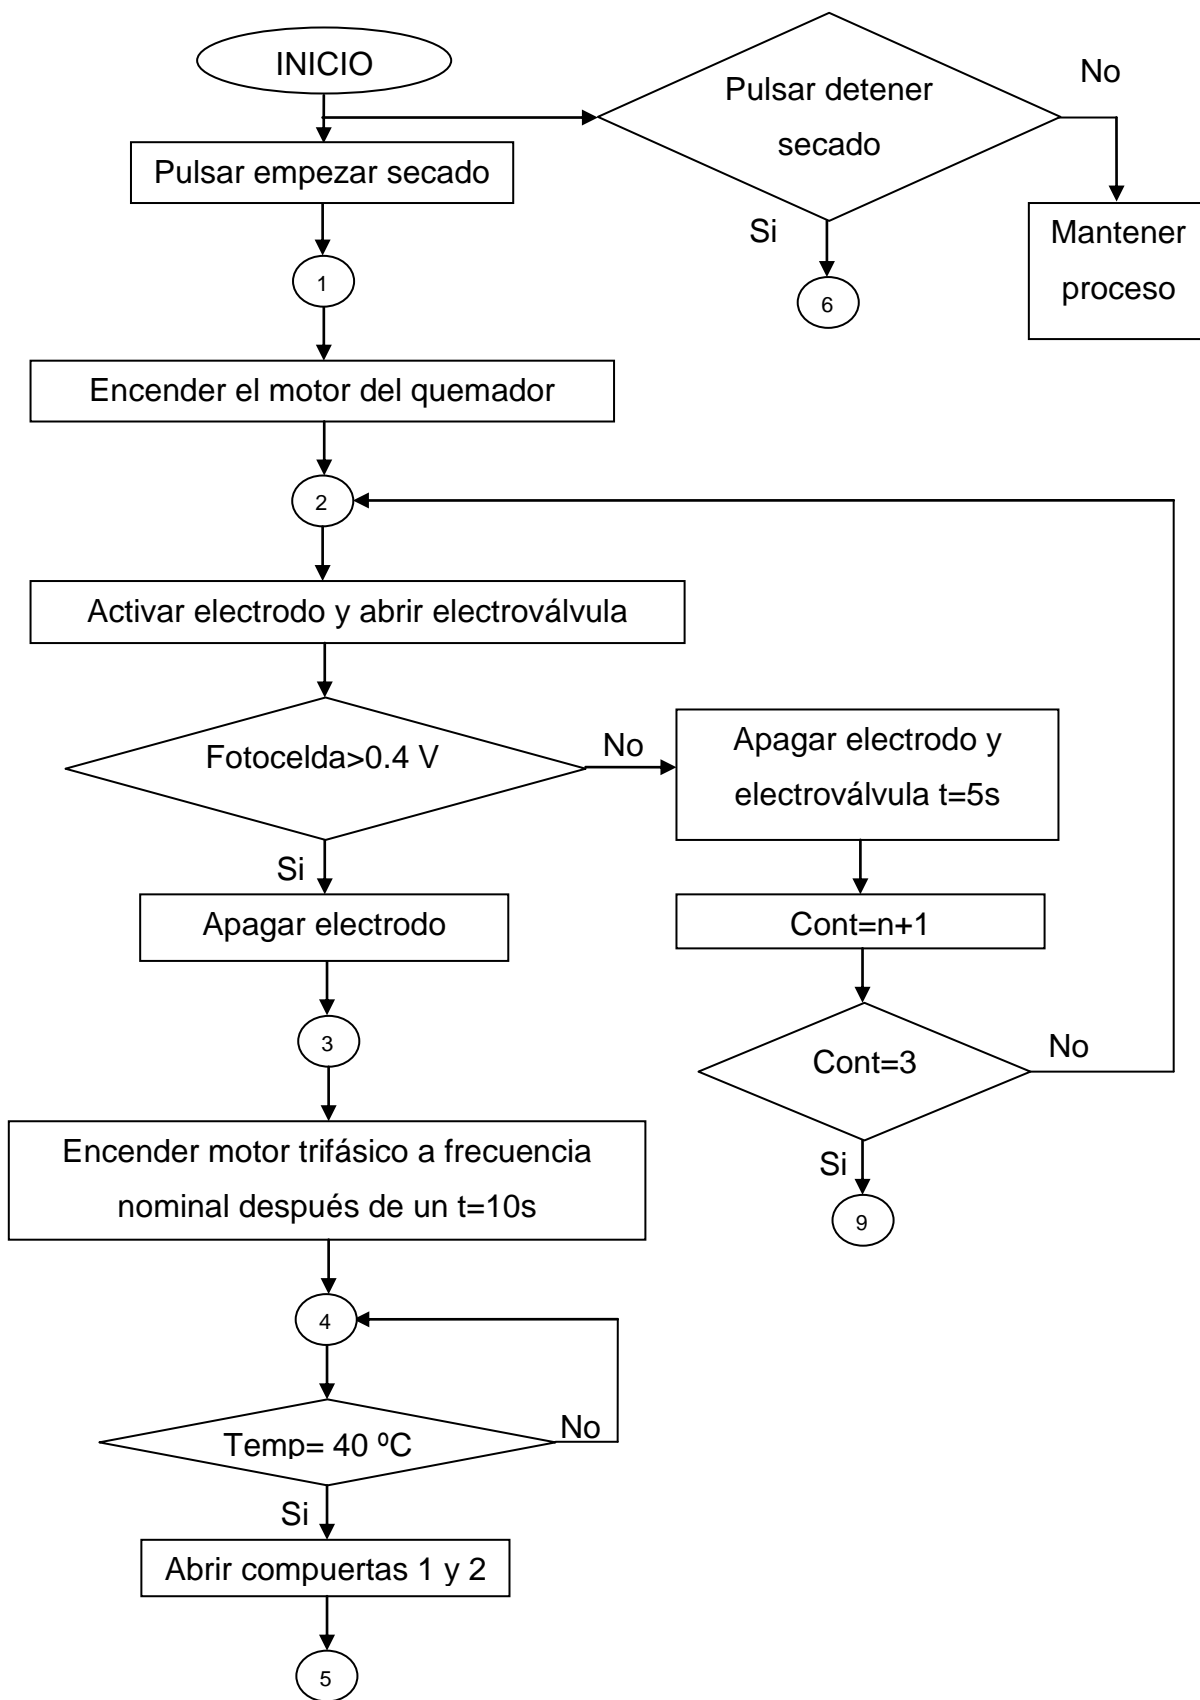 INICIO
Pulsar detener
secado
No
Pulsar empezar secado
Si
Mantener
proceso
1
6
Encender el motor del quemador
2
Activar electrodo y abrir electroválvula
Fotocelda>0.4 V
No
Apagar electrodo y
electroválvula t=5s
Si
Apagar electrodo
Cont=n+1
3
Cont=3
No
Encender motor trifásico a frecuencia
nominal después de un t=10s
Si
9
4
Temp= 40 ºC
No
Si
Abrir compuertas 1 y 2
5